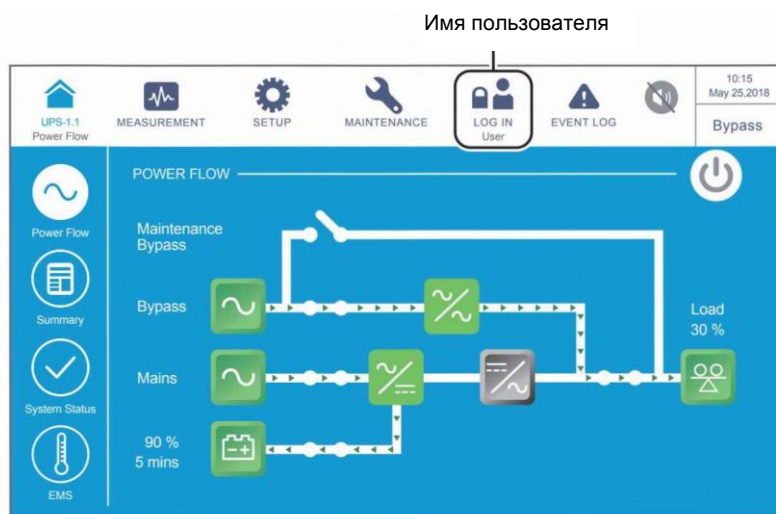 Имя пользователя
10:15
May 25,2018
UPS-1.1
Power Flow
MEASUREMENT
SETUP
MAINTENANCE
LOG IN
User
EVENT LOG
Bypass
POWER FLOW
Power Flow
Maintenance
Bypass
Summary
Bypass
Load
30 %
System Status
Mains
90 %
5 mins
EMS